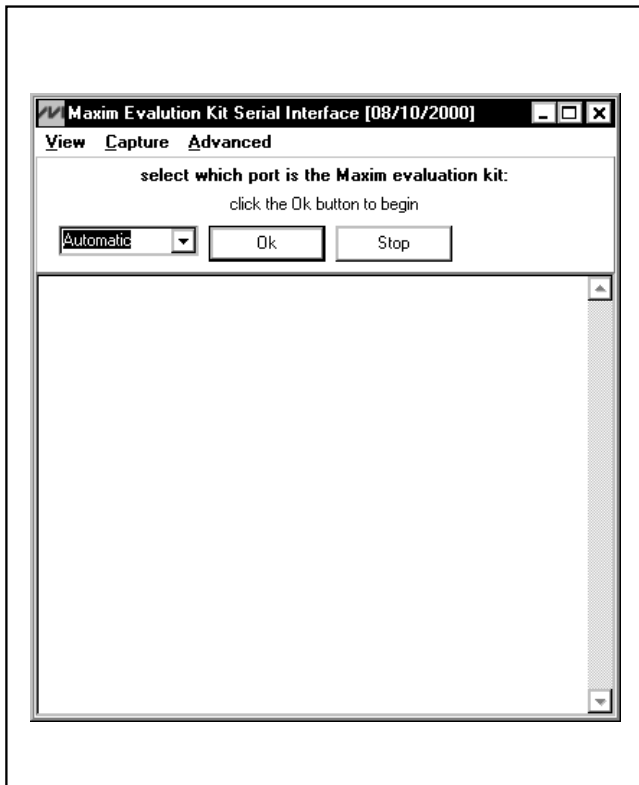 Maxim Evalution Kit Serial Interface [08/10/2000]
View Capture Advanced
select which port is the Maxim evaluation kit:
click the Ok button to begin
Automatic Ok Stop